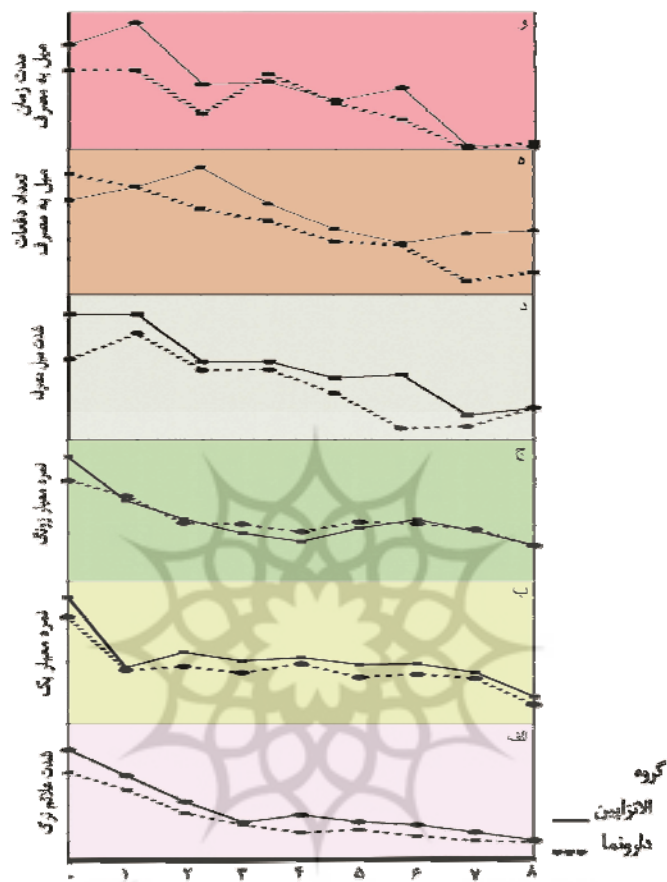 مدت زمان
میل به مصرف
و
تعداد دفعات
میل به مصرف
ه
شدت میل مصرف
د
نمره معیار زونگ
ج
نمره معیار بک
ب
شدت علائم ترک
الف
۰ ۱ ۲ ۳ ۴ ۵ ۶ ۷ ۸
گروه
الانزاپین
دارونما